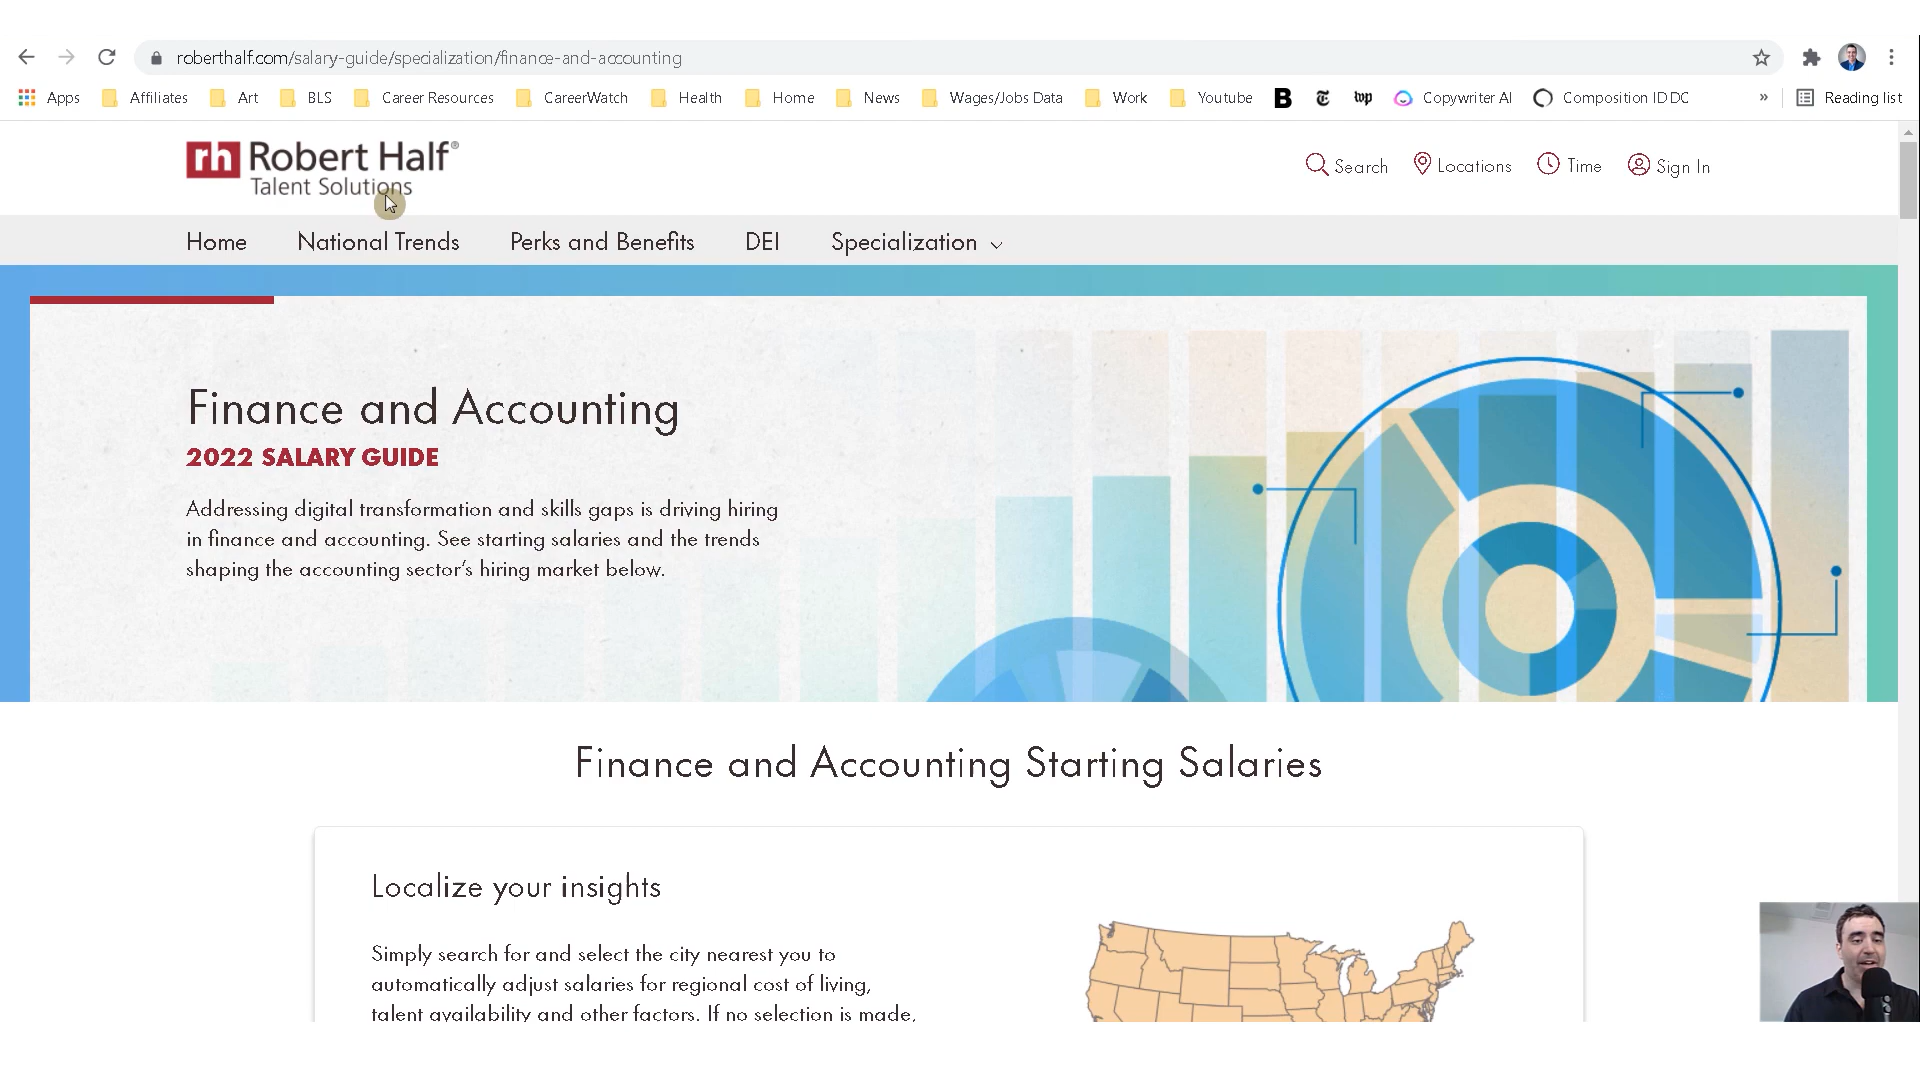 roberthalf.com/salary-guide/specialization/finance-and-accounting
Apps Affiliates Art BLS Career Resources CareerWatch Health Home News Wages/Jobs Data Work Youtube B wp Copywriter AI Composition ID DC » Reading list
rh Robert Half®
Talent Solutions
Search Locations Time Sign In
Home National Trends Perks and Benefits DEI Specialization
Finance and Accounting
2022 SALARY GUIDE
Addressing digital transformation and skills gaps is driving hiring
in finance and accounting. See starting salaries and the trends
shaping the accounting sector’s hiring market below.
Finance and Accounting Starting Salaries
Localize your insights
Simply search for and select the city nearest you to
automatically adjust salaries for regional cost of living,
talent availability and other factors. If no selection is made,